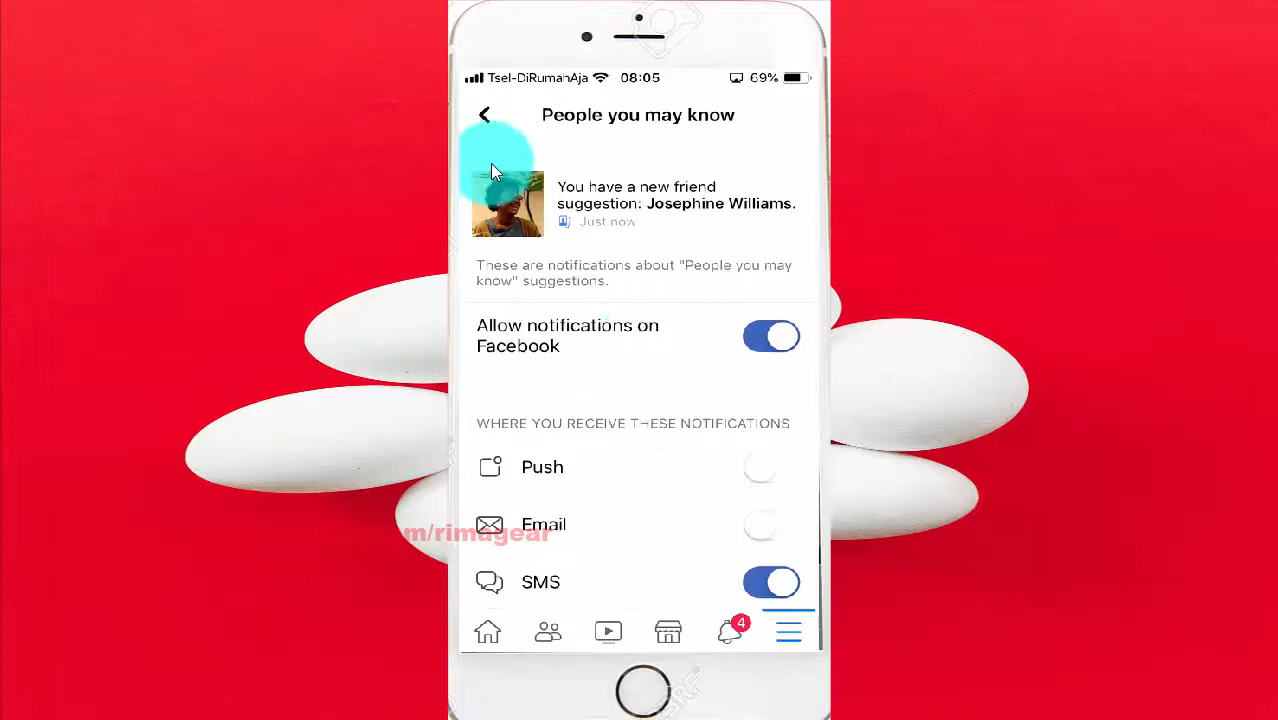 Tsel-DiRumahAja 08:05 69%
People you may know
You have a new friend
suggestion: Josephine Williams.
Just now
These are notifications about "People you may
know" suggestions.
Allow notifications on
Facebook
WHERE YOU RECEIVE THESE NOTIFICATIONS
Push
Email
m/rimagear
SMS
4